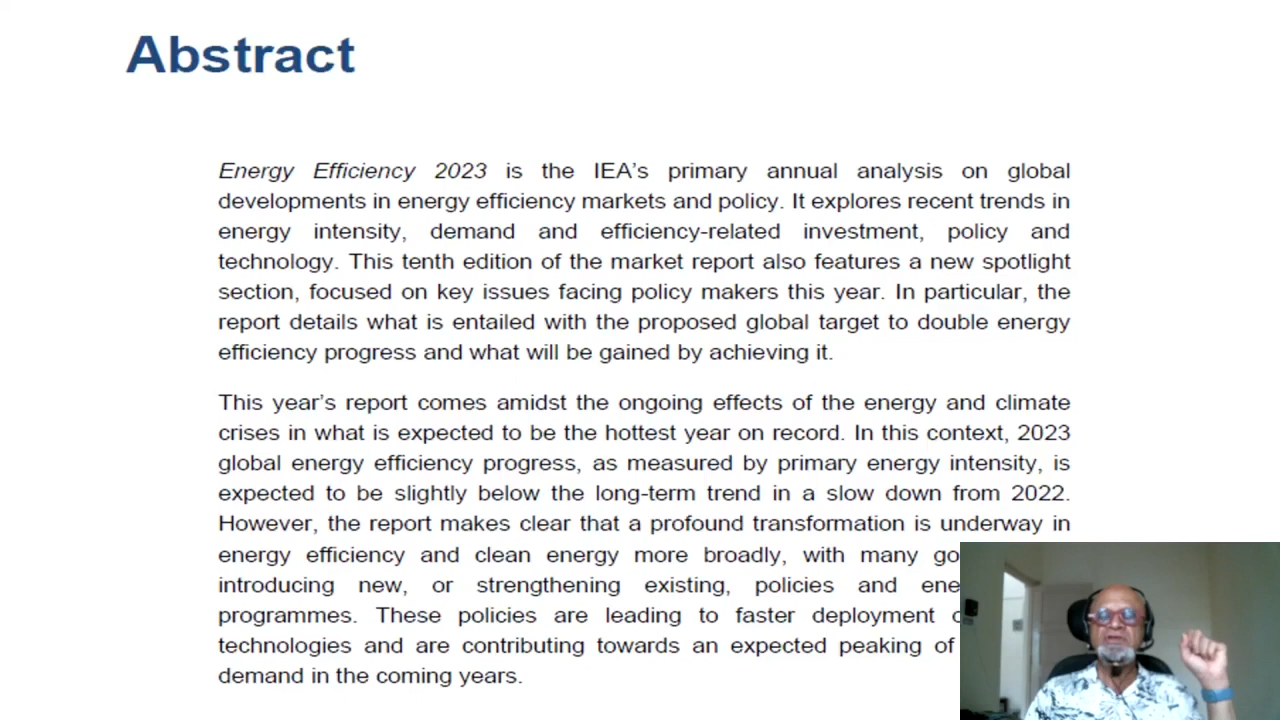 Abstract
Energy Efficiency 2023 is the IEA's primary annual analysis on global
developments in energy efficiency markets and policy. It explores recent trends in
energy intensity, demand and efficiency-related investment, policy and
technology. This tenth edition of the market report also features a new spotlight
section, focused on key issues facing policy makers this year. In particular, the
report details what is entailed with the proposed global target to double energy
efficiency progress and what will be gained by achieving it.
This year's report comes amidst the ongoing effects of the energy and climate
crises in what is expected to be the hottest year on record. In this context, 2023
global energy efficiency progress, as measured by primary energy intensity, is
expected to be slightly below the long-term trend in a slow down from 2022.
However, the report makes clear that a profound transformation is underway in
energy efficiency and clean energy more broadly, with many
introducing new, or strengthening existing, policies and
programmes. These policies are leading to faster deployment
technologies and are contributing towards an expected peaking of
demand in the coming years.